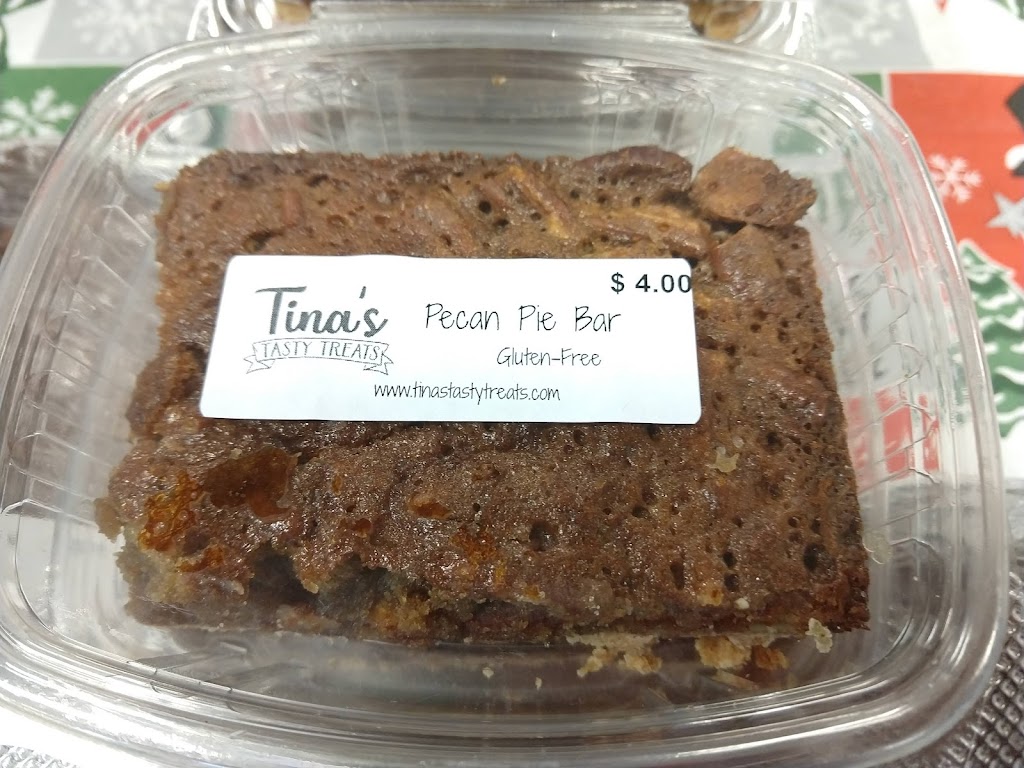 $ 4.00
Tina's
TASTY TREATS
Pecan Pie Bar
Gluten-Free
www.tinastastytreats.com